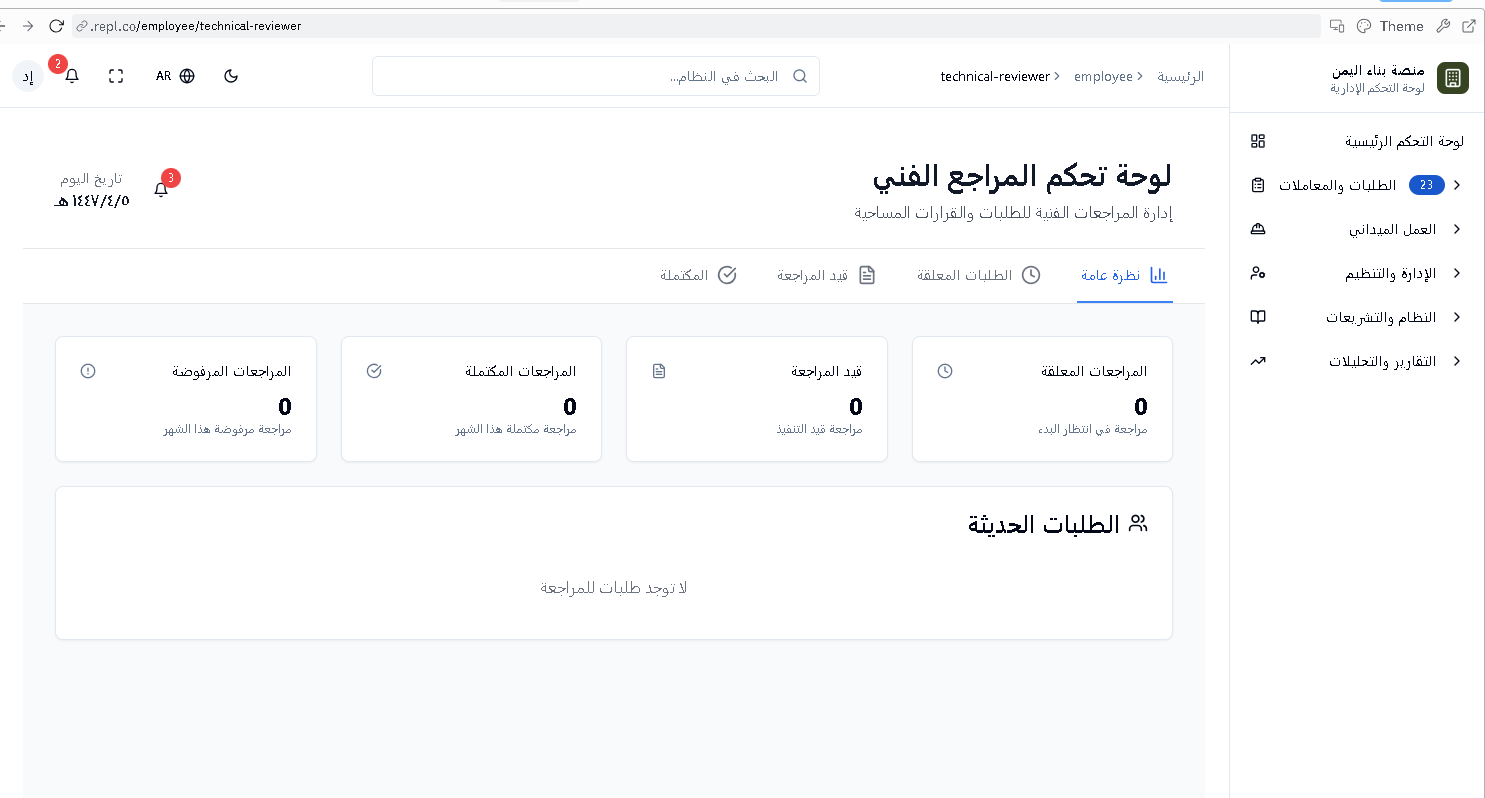 .repl.co/employee/technical-reviewer
Theme
منصة بناء اليمن
لوحة التحكم الإدارية
الرئيسية
employee
technical-reviewer
البحث في النظام...
AR
2
إد
لوحة التحكم الرئيسية
الطلبات والمعاملات
23
العمل الميداني
الإدارة والتنظيم
النظام والتشريعات
التقارير والتحليلات
لوحة تحكم المراجع الفني
إدارة المراجعات الفنية للطلبات والقرارات المساحية
3
تاريخ اليوم
١٤٤٧/٤/٥ هـ
نظرة عامة
الطلبات المعلقة
قيد المراجعة
المكتملة
المراجعات المعلقة
0
مراجعة في انتظار البدء
قيد المراجعة
0
مراجعة قيد التنفيذ
المراجعات المكتملة
0
مراجعة مكتملة هذا الشهر
المراجعات المرفوضة
0
مراجعة مرفوضة هذا الشهر
الطلبات الحديثة
لا توجد طلبات للمراجعة